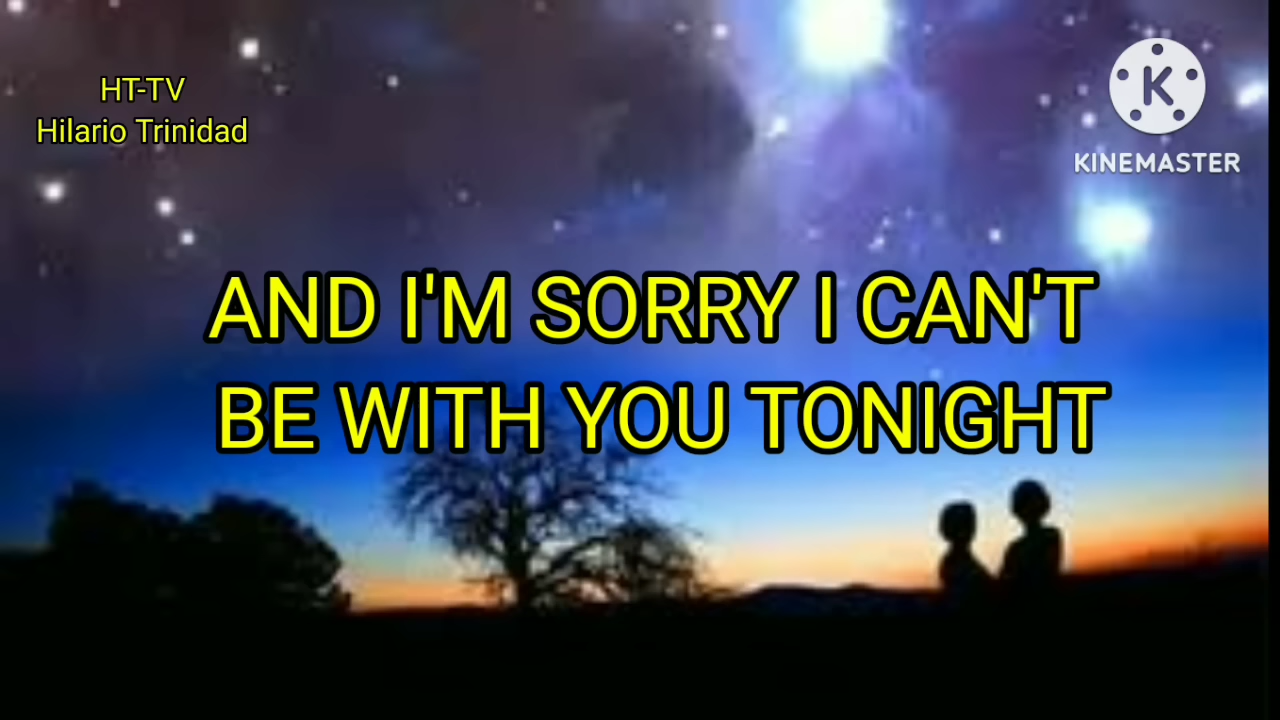 HT-TV
Hilario Trinidad
K
KINEMASTER
AND I'M SORRY I CAN'T
BE WITH YOU TONIGHT